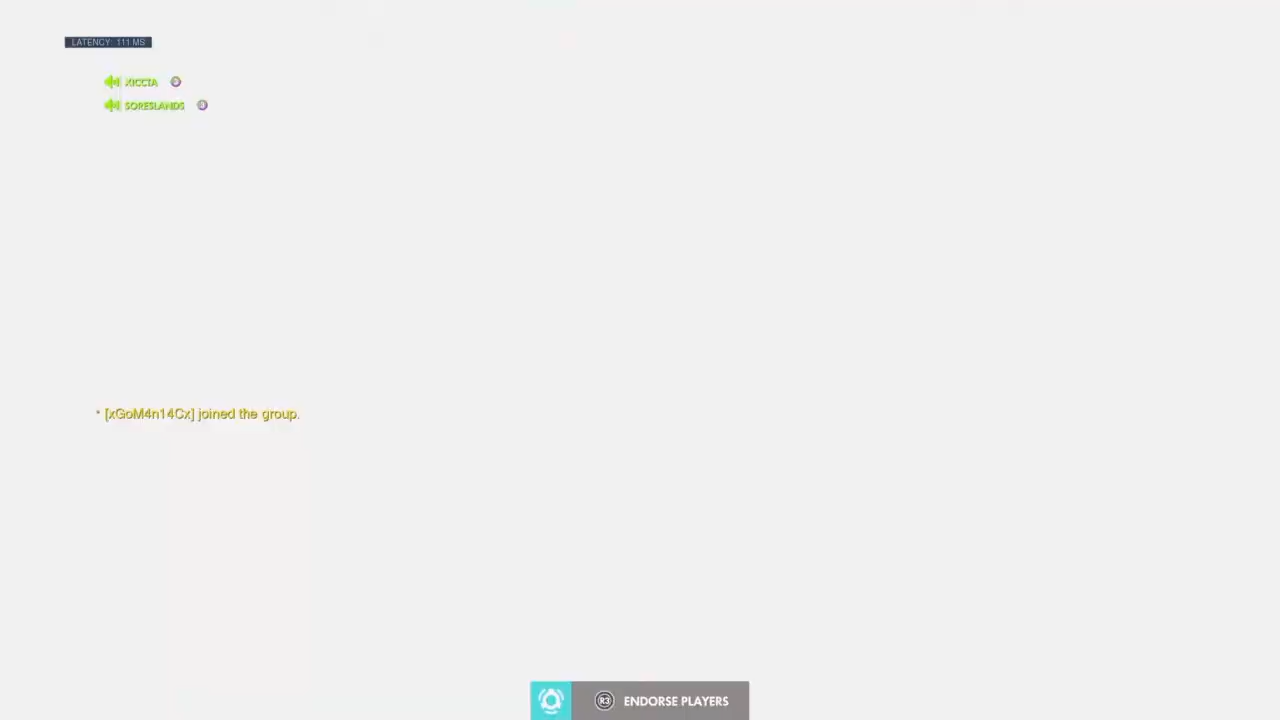 LATENCY: 111 MS
XICCTA
SORESLANDS
* [xGoM4n14Cx] joined the group.
R3 ENDORSE PLAYERS